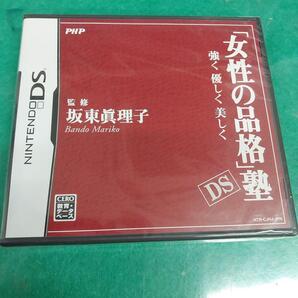 PHP
「女性の品格」塾
DS
強く 優しく 美しく
監修
坂東眞理子
Bando Mariko
NINTENDO DS
CERO
教育・
データ
ベース